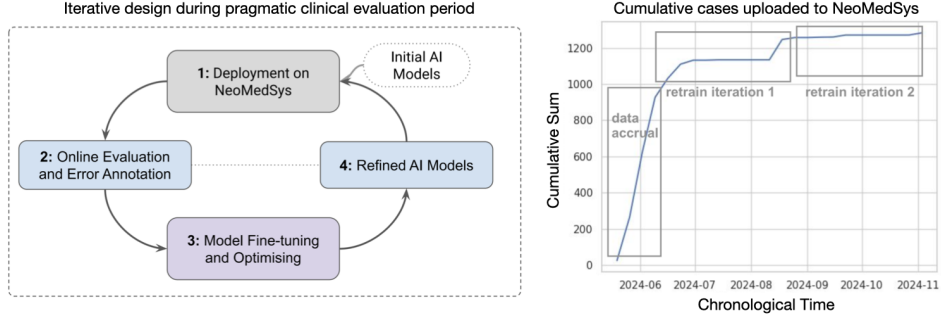 Iterative design during pragmatic clinical evaluation period
1: Deployment on
NeoMedSys
Initial AI
Models
2: Online Evaluation
and Error Annotation
4: Refined AI Models
3: Model Fine-tuning
and Optimising
Cumulative cases uploaded to NeoMedSys
Cumulative Sum
1200
1000
800
600
400
200
0
data
accrual
retrain iteration 1
retrain iteration 2
2024-06
2024-07
2024-08
2024-09
2024-10
2024-11
Chronological Time